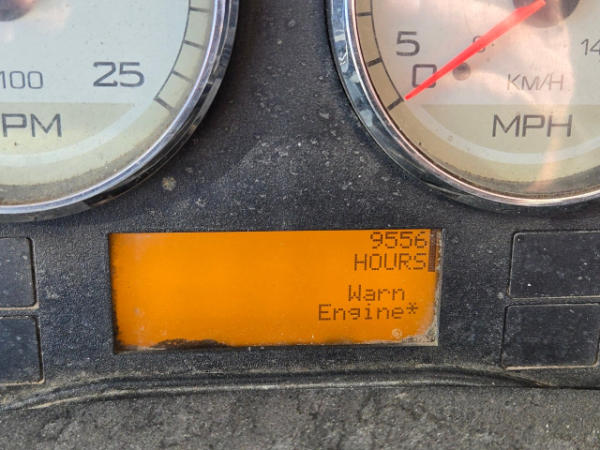 100
25
PM
5
0
14
KM/H
MPH
9556
HOURS
Warn
Engine*